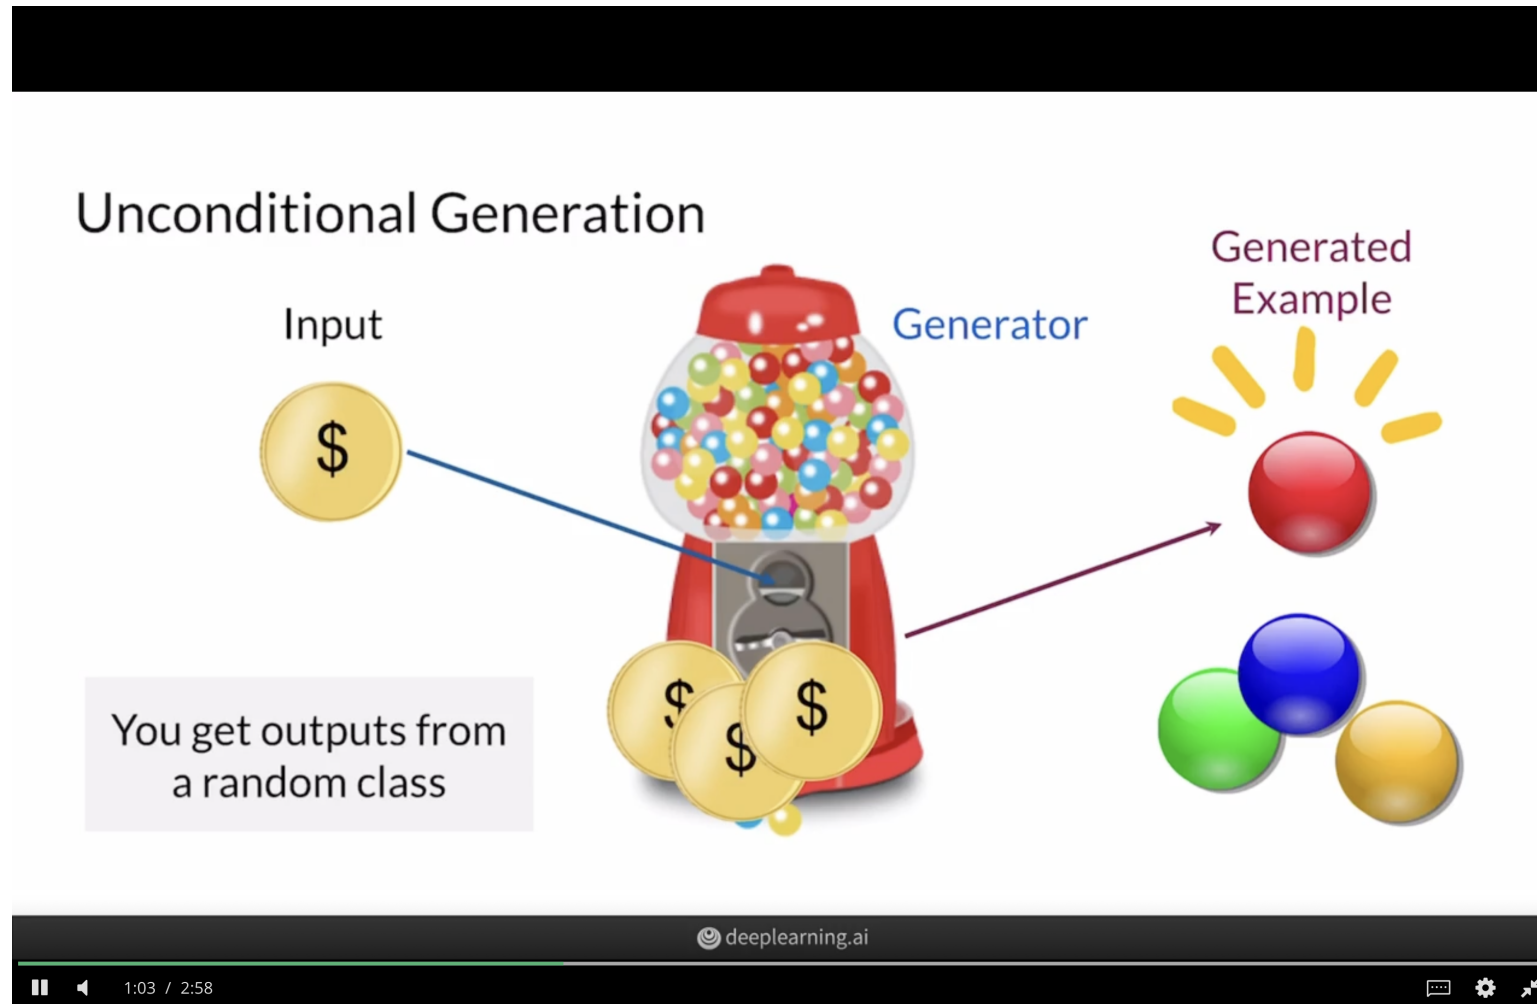 Unconditional Generation
Generated
Example
Input
Generator
$
$
$
$
You get outputs from
a random class
deeplearning.ai
1:03 / 2:58